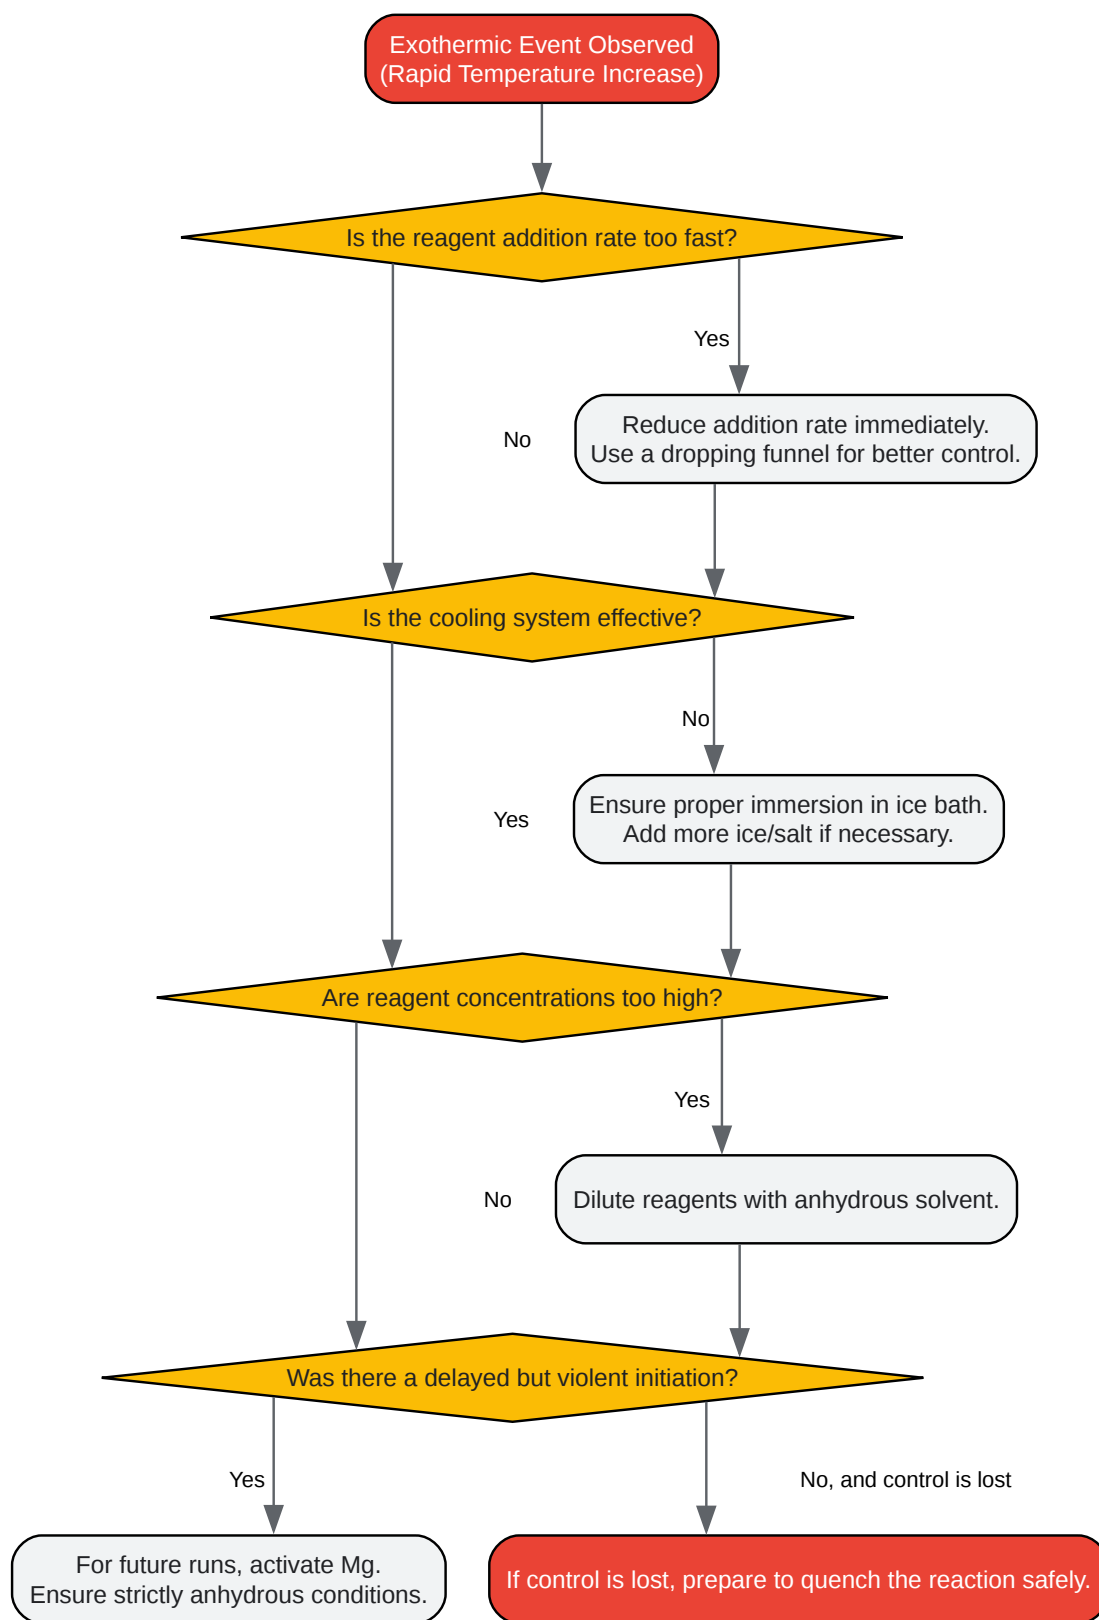 Exothermic Event Observed
(Rapid Temperature Increase)
Is the reagent addition rate too fast?
Yes
No
Reduce addition rate immediately.
Use a dropping funnel for better control.
Is the cooling system effective?
No
Yes
Ensure proper immersion in ice bath.
Add more ice/salt if necessary.
Are reagent concentrations too high?
Yes
No
Dilute reagents with anhydrous solvent.
Was there a delayed but violent initiation?
Yes
No, and control is lost
For future runs, activate Mg.
Ensure strictly anhydrous conditions.
If control is lost, prepare to quench the reaction safely.